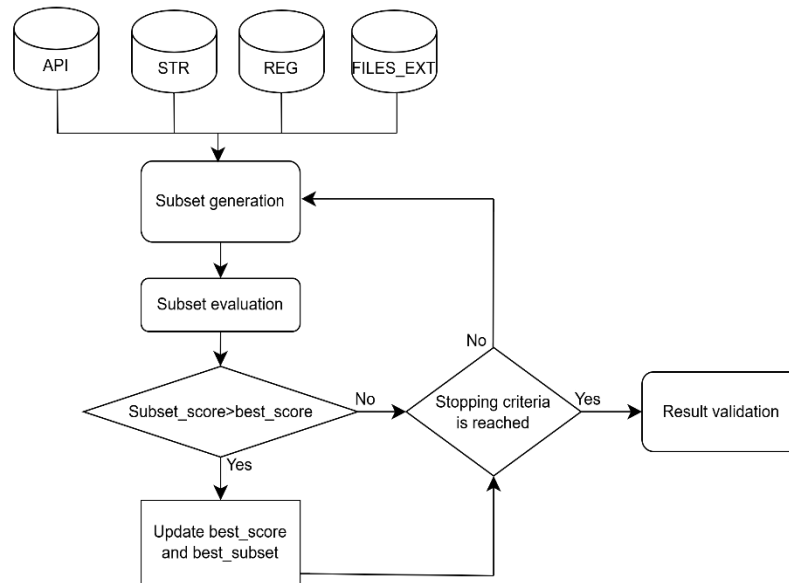 API
STR
REG
FILES_EXT
Subset generation
Subset evaluation
No
Subset_score>best_score
No
Stopping criteria
is reached
Yes
Result validation
Yes
Update best_score
and best_subset